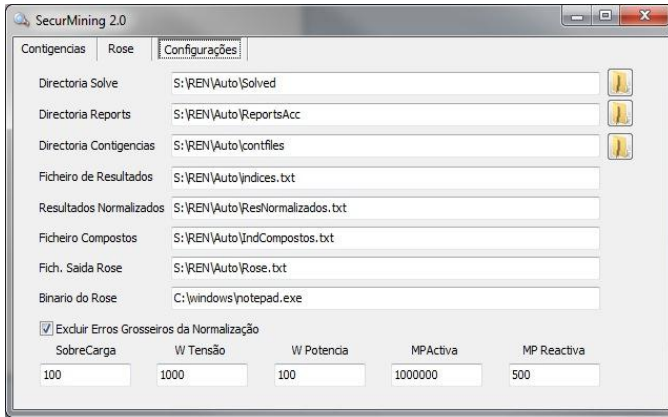 SecurMining 2.0
Contigencias Rose Configurações
Directoria Solve S:\REN\Auto\Solved
Directoria Reports S:\REN\Auto\ReportsAcc
Directoria Contigencias S:\REN\Auto\contfiles
Ficheiro de Resultados S:\REN\Auto\indices.txt
Resultados Normalizados S:\REN\Auto\ResNormalizados.txt
Ficheiro Compostos S:\REN\Auto\IndCompostos.txt
Fich. Saida Rose S:\REN\Auto\Rose.txt
Binario do Rose C:\windows\notepad.exe
Excluir Erros Grosseiros da Normalização
SobreCarga W Tensão W Potencia MPActiva MP Reactiva
100 1000 100 1000000 500